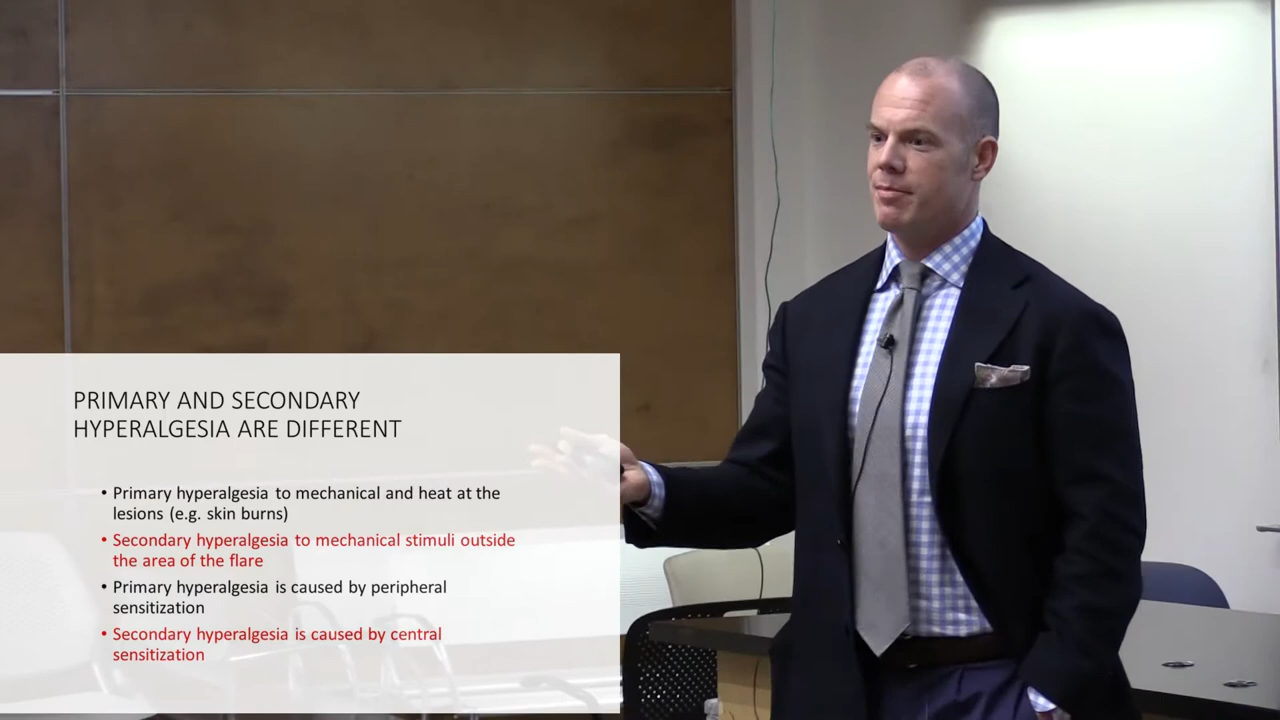 PRIMARY AND SECONDARY
HYPERALGESIA ARE DIFFERENT
• Primary hyperalgesia to mechanical and heat at the
lesions (e.g. skin burns)
• Secondary hyperalgesia to mechanical stimuli outside
the area of the flare
• Primary hyperalgesia is caused by peripheral
sensitization
• Secondary hyperalgesia is caused by central
sensitization